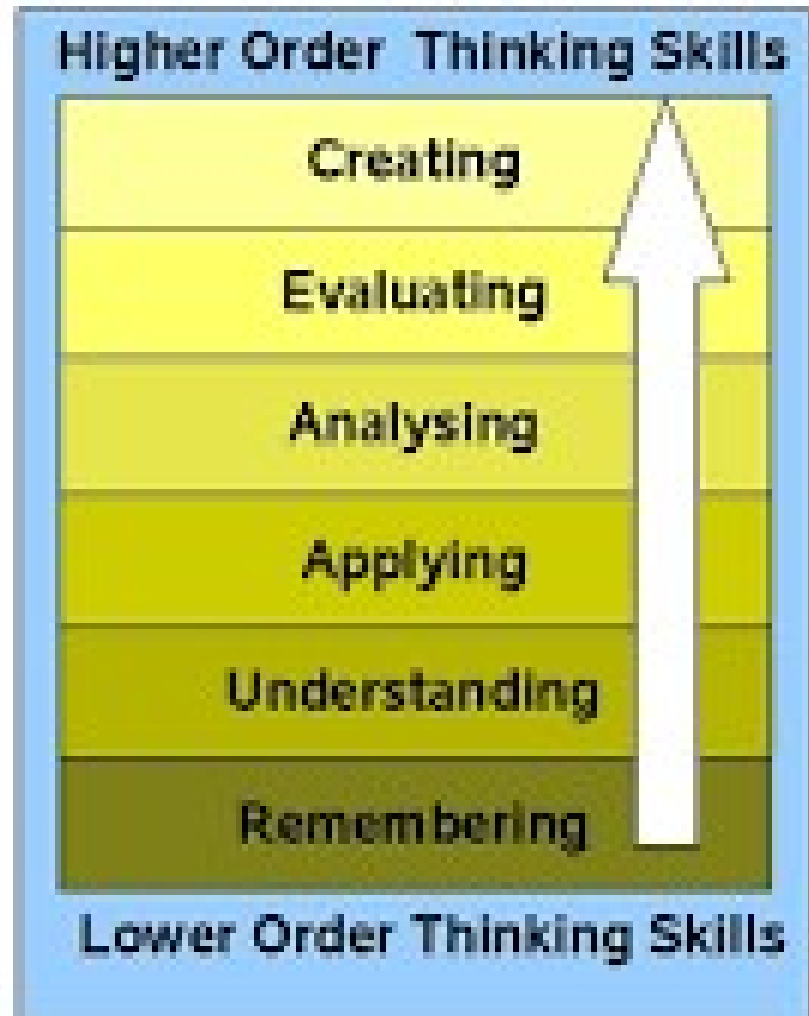 Higher Order Thinking Skills
Creating
Evaluating
Analysing
Applying
Understanding
Remembering
Lower Order Thinking Skills